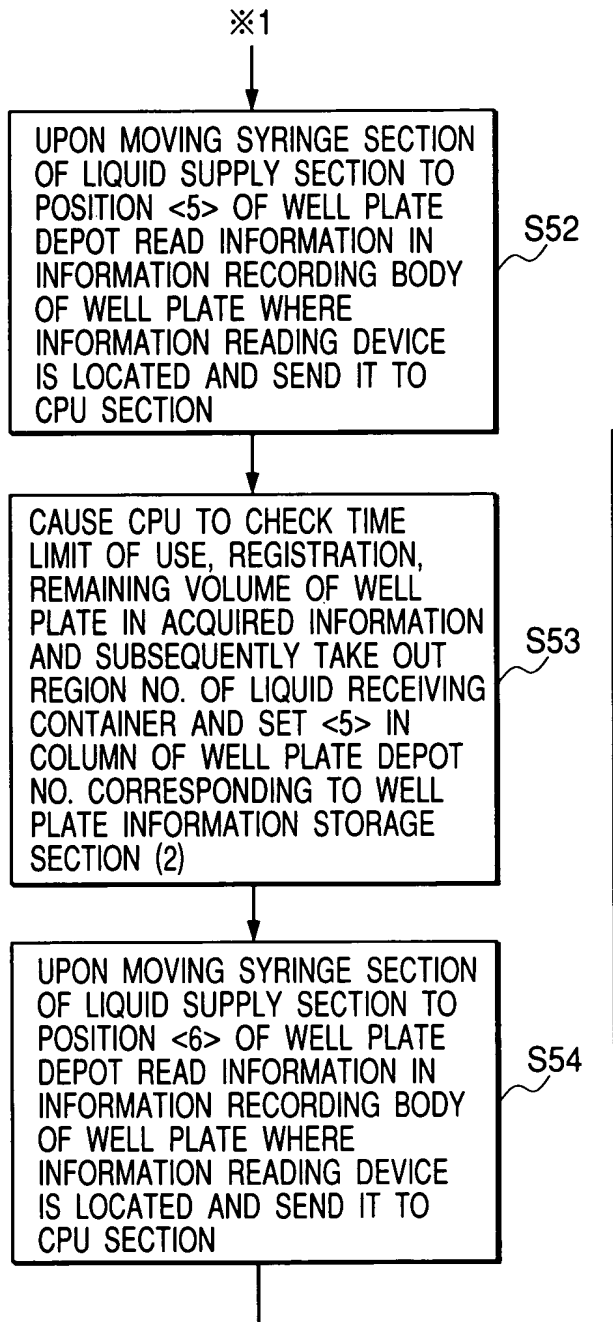 ※1
UPON MOVING SYRINGE SECTION
OF LIQUID SUPPLY SECTION TO
POSITION <5> OF WELL PLATE
DEPOT READ INFORMATION IN
INFORMATION RECORDING BODY
OF WELL PLATE WHERE
INFORMATION READING DEVICE
IS LOCATED AND SEND IT TO
CPU SECTION
S52
CAUSE CPU TO CHECK TIME
LIMIT OF USE, REGISTRATION,
REMAINING VOLUME OF WELL
PLATE IN ACQUIRED INFORMATION
AND SUBSEQUENTLY TAKE OUT
REGION NO. OF LIQUID RECEIVING
CONTAINER AND SET <5> IN
COLUMN OF WELL PLATE DEPOT
NO. CORRESPONDING TO WELL
PLATE INFORMATION STORAGE
SECTION (2)
S53
UPON MOVING SYRINGE SECTION
OF LIQUID SUPPLY SECTION TO
POSITION <6> OF WELL PLATE
DEPOT READ INFORMATION IN
INFORMATION RECORDING BODY
OF WELL PLATE WHERE
INFORMATION READING DEVICE
IS LOCATED AND SEND IT TO
CPU SECTION
S54